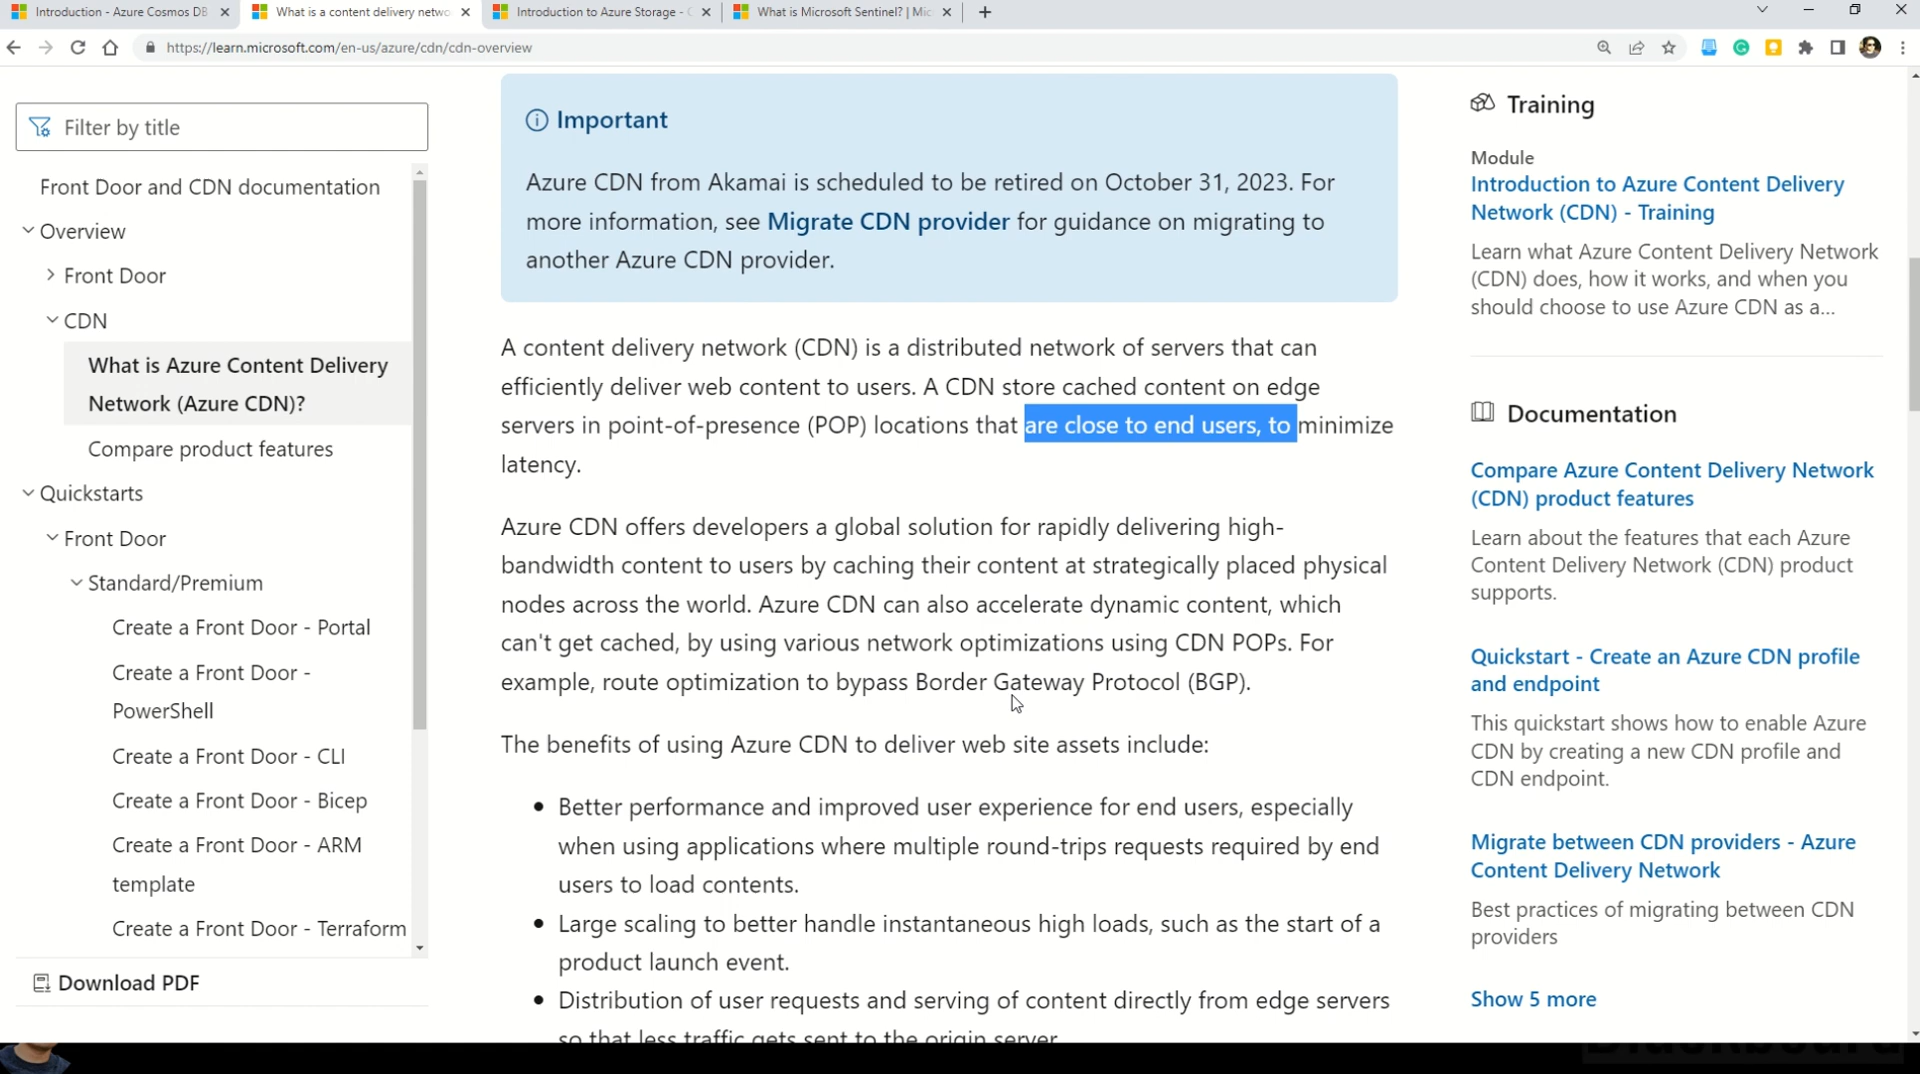 Introduction - Azure Cosmos DB
What is a content delivery netwo
Introduction to Azure Storage -
What is Microsoft Sentinel? | Mic
https://learn.microsoft.com/en-us/azure/cdn/cdn-overview
Filter by title
Front Door and CDN documentation
Overview
Front Door
CDN
What is Azure Content Delivery
Network (Azure CDN)?
Compare product features
Quickstarts
Front Door
Standard/Premium
Create a Front Door - Portal
Create a Front Door -
PowerShell
Create a Front Door - CLI
Create a Front Door - Bicep
Create a Front Door - ARM
template
Create a Front Door - Terraform
Download PDF
Important
Azure CDN from Akamai is scheduled to be retired on October 31, 2023. For
more information, see Migrate CDN provider for guidance on migrating to
another Azure CDN provider.
A content delivery network (CDN) is a distributed network of servers that can
efficiently deliver web content to users. A CDN store cached content on edge
servers in point-of-presence (POP) locations that are close to end users, to minimize
latency.
Azure CDN offers developers a global solution for rapidly delivering high-
bandwidth content to users by caching their content at strategically placed physical
nodes across the world. Azure CDN can also accelerate dynamic content, which
can't get cached, by using various network optimizations using CDN POPs. For
example, route optimization to bypass Border Gateway Protocol (BGP).
The benefits of using Azure CDN to deliver web site assets include:
• Better performance and improved user experience for end users, especially
when using applications where multiple round-trips requests required by end
users to load contents.
• Large scaling to better handle instantaneous high loads, such as the start of a
product launch event.
• Distribution of user requests and serving of content directly from edge servers
so that less traffic gets sent to the origin server.
Training
Module
Introduction to Azure Content Delivery
Network (CDN) - Training
Learn what Azure Content Delivery Network
(CDN) does, how it works, and when you
should choose to use Azure CDN as a...
Documentation
Compare Azure Content Delivery Network
(CDN) product features
Learn about the features that each Azure
Content Delivery Network (CDN) product
supports.
Quickstart - Create an Azure CDN profile
and endpoint
This quickstart shows how to enable Azure
CDN by creating a new CDN profile and
CDN endpoint.
Migrate between CDN providers - Azure
Content Delivery Network
Best practices of migrating between CDN
providers
Show 5 more